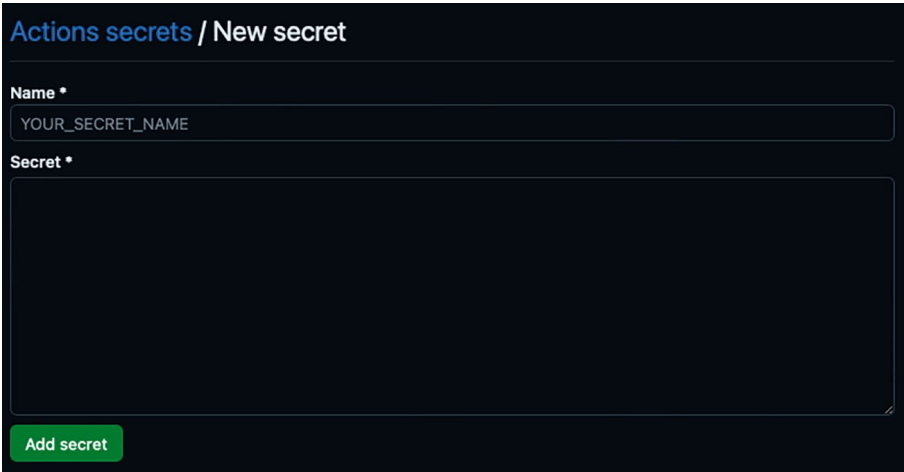 Actions secrets / New secret
Name *
YOUR_SECRET_NAME
Secret *
Add secret